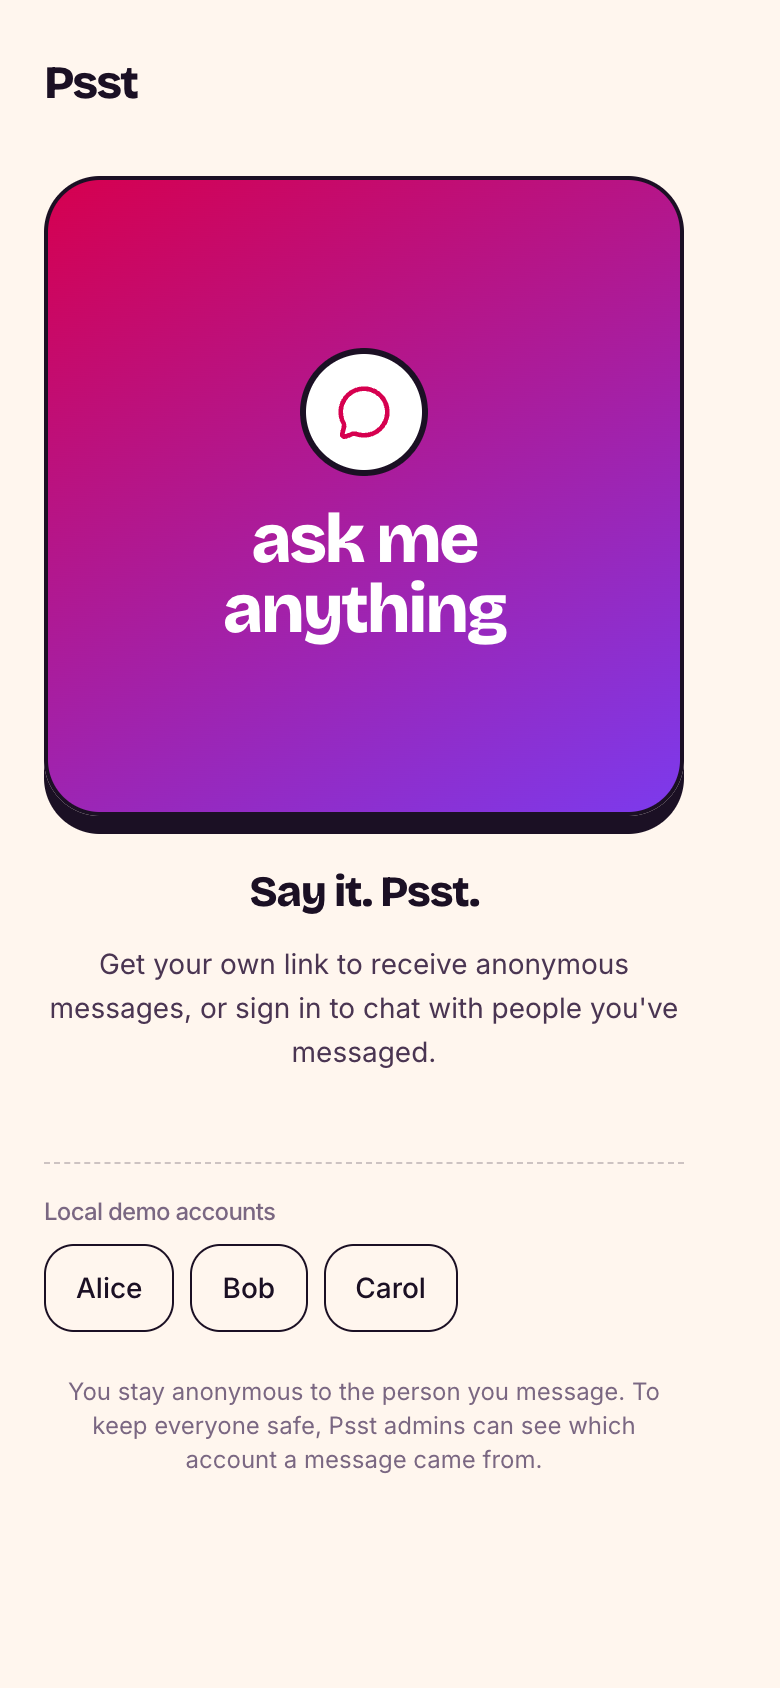 Psst
ask me
anything
Say it. Psst.
Get your own link to receive anonymous
messages, or sign in to chat with people you've
messaged.
Local demo accounts
Alice Bob Carol
You stay anonymous to the person you message. To
keep everyone safe, Psst admins can see which
account a message came from.